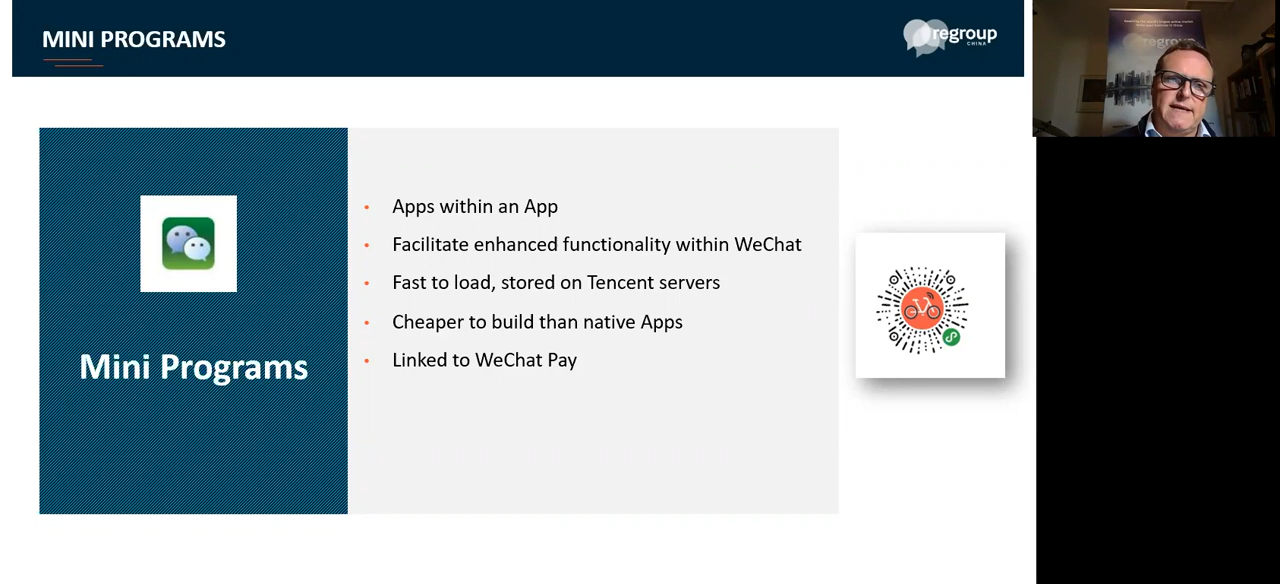 MINI PROGRAMS
regroup
CHINA
regroup
Mini Programs
• Apps within an App
• Facilitate enhanced functionality within WeChat
• Fast to load, stored on Tencent servers
• Cheaper to build than native Apps
• Linked to WeChat Pay